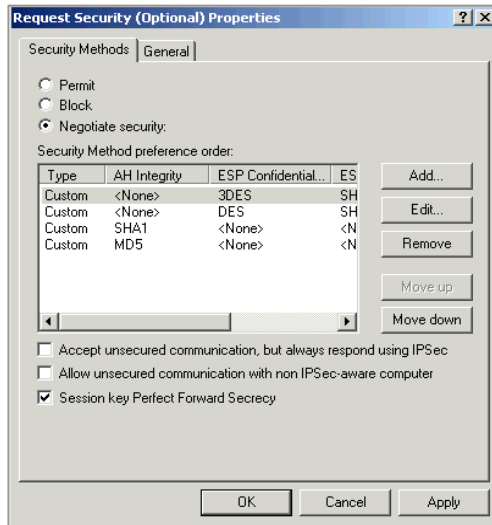 Request Security (Optional) Properties
Security Methods General
Permit
Block
Negotiate security:
Security Method preference order:
Type AH Integrity ESP Confidential... ES
Custom <None> 3DES SH
Custom <None> DES SH
Custom SHA1 <None> <N
Custom MD5 <None> <N
Add...
Edit...
Remove
Move up
Move down
Accept unsecured communication, but always respond using IPSec
Allow unsecured communication with non IPSec-aware computer
Session key Perfect Forward Secrecy
OK Cancel Apply